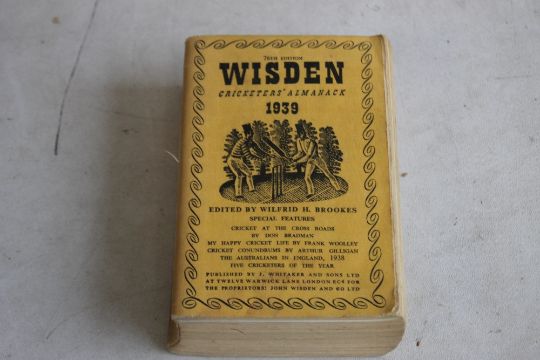 76TH EDITION
WISDEN
CRICKETERS' ALMANACK
1939
EDITED BY WILFRID H. BROOKES
SPECIAL FEATURES
CRICKET AT THE CROSS ROADS
BY DON BRADMAN
MY HAPPY CRICKET LIFE BY FRANK WOOLLEY
CRICKET CONUNDRUMS BY ARTHUR GILLIGAN
THE AUSTRALIANS IN ENGLAND, 1938
FIVE CRICKETERS OF THE YEAR
PUBLISHED BY J. WHITAKER AND SONS LTD
AT TWELVE WARWICK LANE LONDON EC4 FOR
THE PROPRIETORS: JOHN WISDEN AND CO LTD